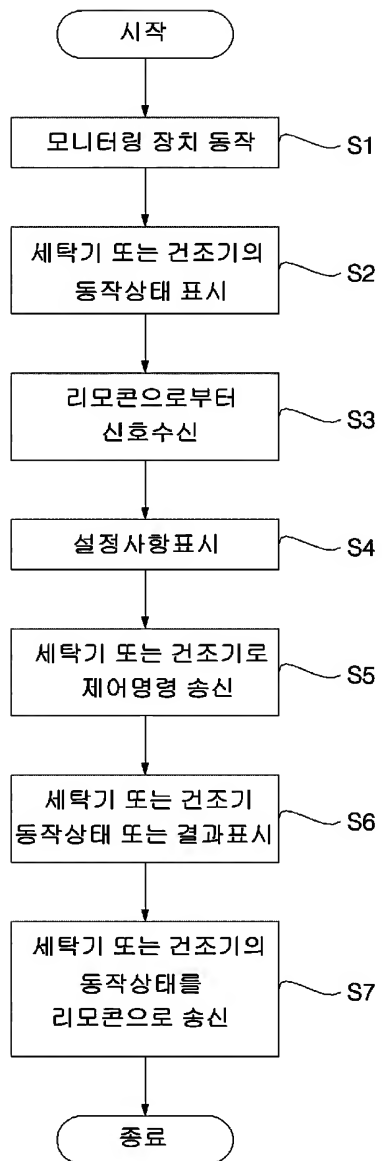 시작
모니터링 장치 동작
S1
세탁기 또는 건조기의
동작상태 표시
S2
리모콘으로부터
신호수신
S3
설정사항표시
S4
세탁기 또는 건조기로
제어명령 송신
S5
세탁기 또는 건조기
동작상태 또는 결과표시
S6
세탁기 또는 건조기의
동작상태를
리모콘으로 송신
S7
종료